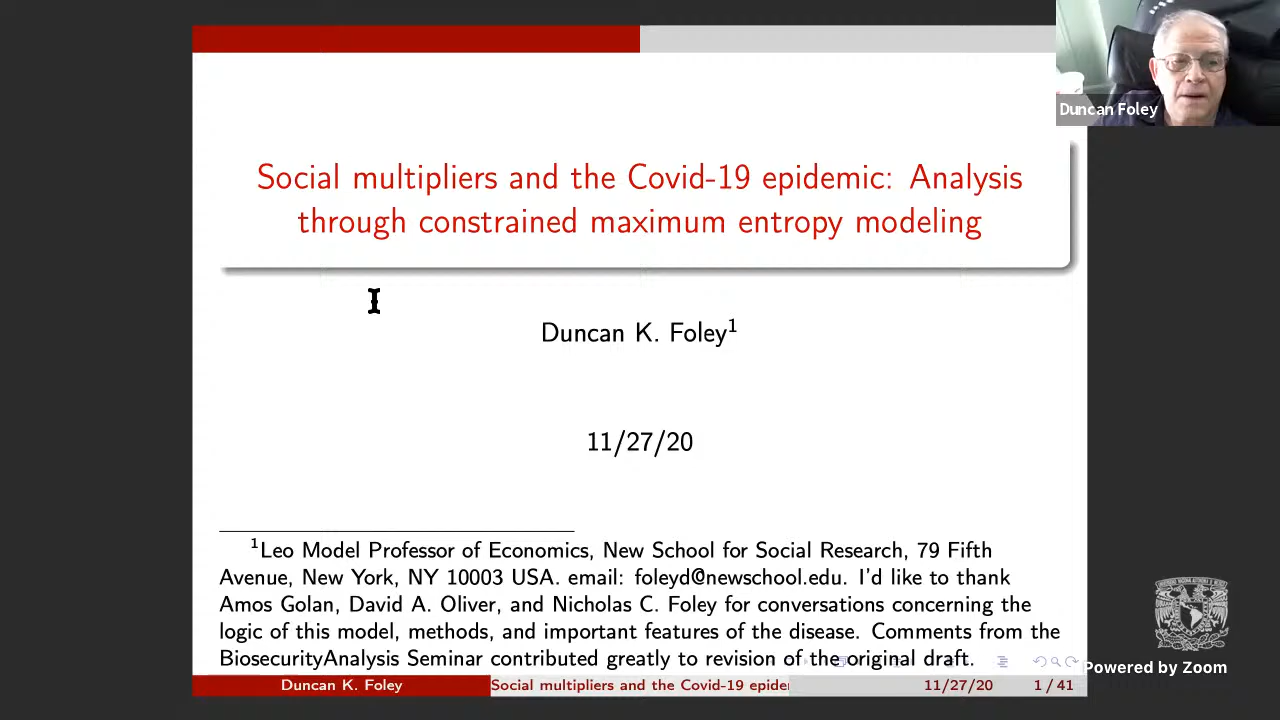 Duncan Foley
Social multipliers and the Covid-19 epidemic: Analysis
through constrained maximum entropy modeling
Duncan K. Foley1
11/27/20
1Leo Model Professor of Economics, New School for Social Research, 79 Fifth
Avenue, New York, NY 10003 USA. email: foleyd@newschool.edu. I'd like to thank
Amos Golan, David A. Oliver, and Nicholas C. Foley for conversations concerning the
logic of this model, methods, and important features of the disease. Comments from the
BiosecurityAnalysis Seminar contributed greatly to revision of the original draft.
Powered by Zoom
Duncan K. Foley Social multipliers and the Covid-19 epider 11/27/20 1 / 41